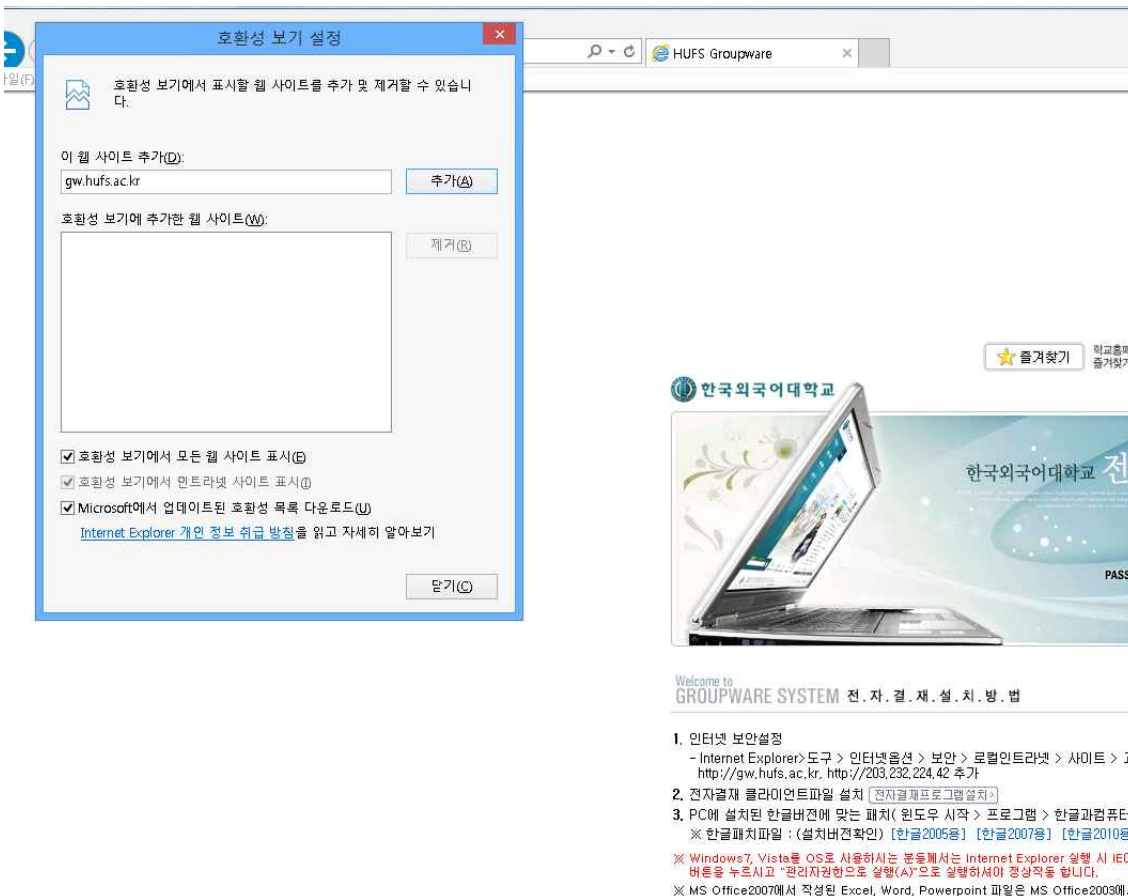 호환성 보기 설정
호환성 보기에서 표시할 웹 사이트를 추가 및 제거할 수 있습니
다.
이 웹 사이트 추가(D):
gw.hufs.ac.kr
추가(A)
호환성 보기에 추가한 웹 사이트(W):
제거(R)
호환성 보기에서 모든 웹 사이트 표시(E)
호환성 보기에서 인트라넷 사이트 표시(I)
Microsoft에서 업데이트된 호환성 목록 다운로드(U)
Internet Explorer 개인 정보 취급 방침을 읽고 자세히 알아보기
닫기(C)
HUFS Groupware
즐겨찾기
한국외국어대학교
한국외국어대학교 전
PASS
Welcome to
GROUPWARE SYSTEM 전.자.결.재.설.치.방.법
1. 인터넷 보안설정
- Internet Explorer>도구 > 인터넷옵션 > 보안 > 로컬인트라넷 > 사이트 >
http://gw.hufs.ac.kr, http://203.232.224.42 추가
2. 전자결재 클라이언트파일 설치 전자결재프로그램설치>
3. PC에 설치된 한글버전에 맞는 패치( 윈도우 시작 > 프로그램 > 한글과컴퓨터
※ 한글패치파일 : (설치버전확인) [한글2005용] [한글2007용] [한글2010용
※ Windows7, Vista를 OS로 사용하시는 분들께서는 Internet Explorer 실행 시 IE
버튼을 누르시고 "관리자권한으로 실행(A)"으로 실행하셔야 정상작동 합니다.
※ MS Office2007에서 작성된 Excel, Word, Powerpoint 파일은 MS Office2003에